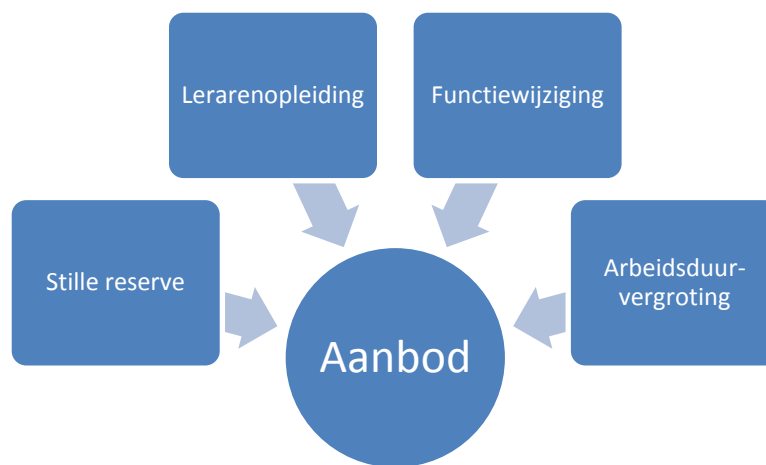 Lerarenopleiding
Functiewijziging
Stille reserve
Arbeidsduur-
vergroting
Aanbod